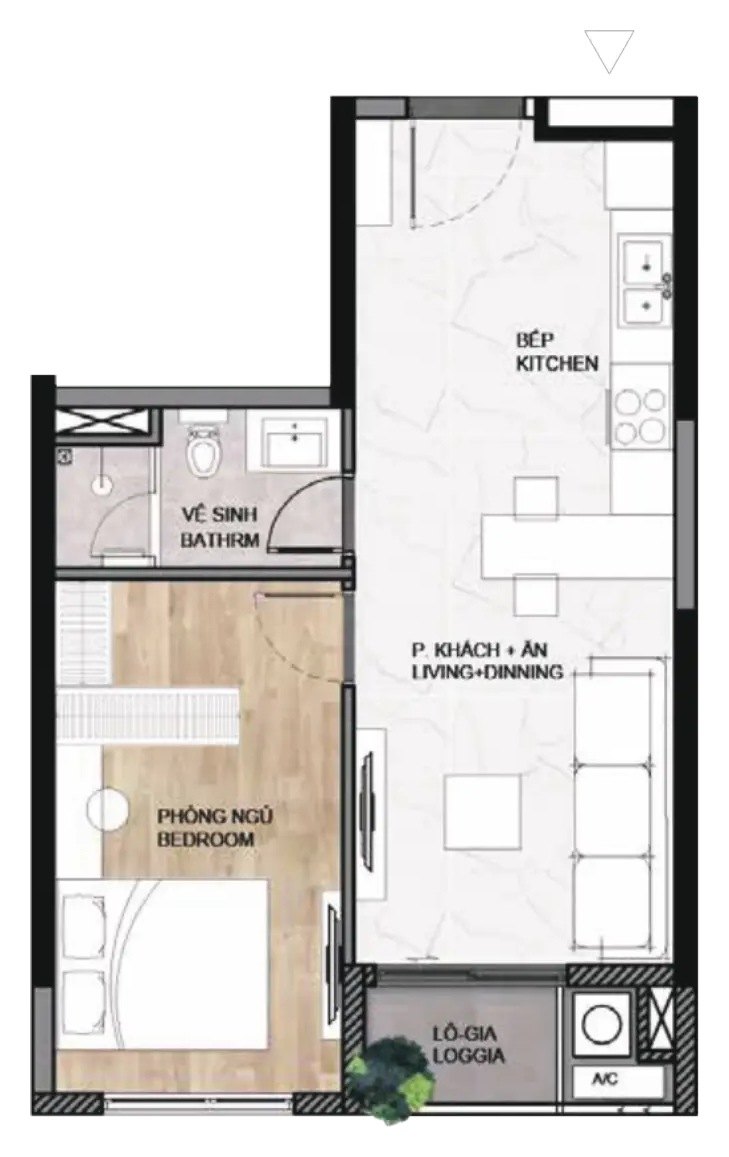 BẾP
KITCHEN
VỆ SINH
BATHRM
P. KHÁCH + ĂN
LIVING+DINNING
PHÒNG NGỦ
BEDROOM
LÔ-GIA
LOGGIA
A/C